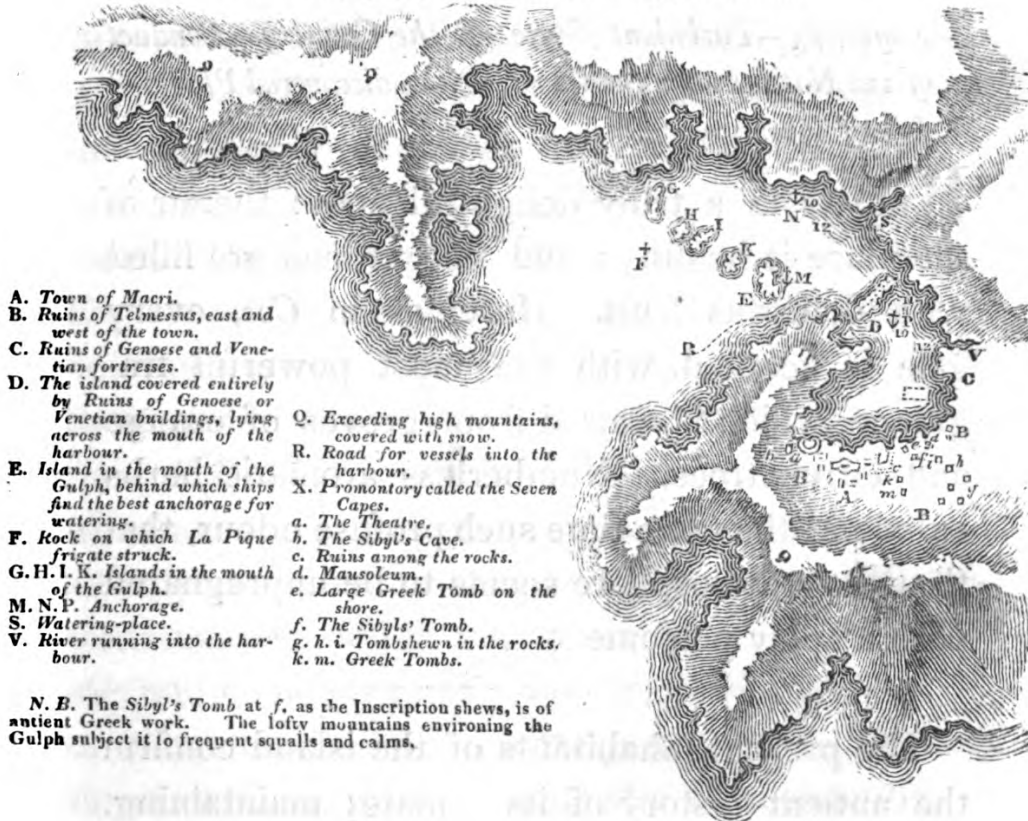 A. Town of Macri.
B. Ruins of Telmessus, east and
west of the town.
C. Ruins of Genoese and Vene-
tian fortresses.
D. The island covered entirely
by Ruins of Genoese or
Venetian buildings, lying
across the mouth of the
harbour.
E. Island in the mouth of the
Gulph, behind which ships
find the best anchorage for
watering.
F. Rock on which La Pique
frigate struck.
G. H. I. K. Islands in the mouth
of the Gulph.
M. N. P. Anchorage.
S. Watering-place.
V. River running into the har-
bour.
Q. Exceeding high mountains,
covered with snow.
R. Road for vessels into the
harbour.
X. Promontory called the Seven
Capes.
a. The Theatre.
b. The Sibyl's Cave.
c. Ruins among the rocks.
d. Mausoleum.
e. Large Greek Tomb on the
shore.
f. The Sibyls' Tomb.
g. h. i. Tombs hewn in the rocks.
k. m. Greek Tombs.
N. B. The Sibyl's Tomb at f. as the Inscription shews, is of
antient Greek work. The lofty mountains environing the
Gulph subject it to frequent squalls and calms.
G
H
I
K
M
E
F
N
10
12
S
D
P
10
12
V
C
R
B
B
A
k
m
h
f
B